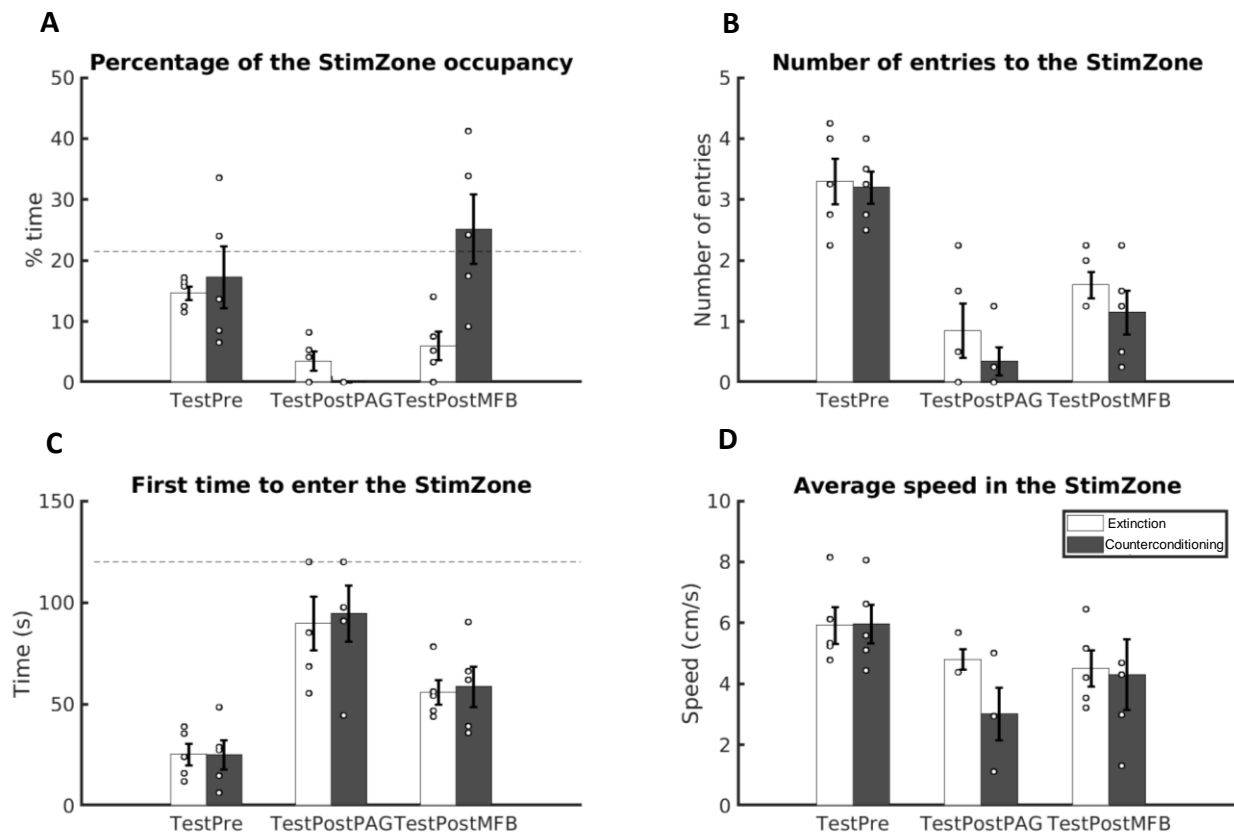 A
Percentage of the StimZone occupancy
50
40
30
20
10
0
% time
TestPre
TestPostPAG
TestPostMFB
B
Number of entries to the StimZone
5
4
3
2
1
0
Number of entries
TestPre
TestPostPAG
TestPostMFB
C
First time to enter the StimZone
150
100
50
0
Time (s)
TestPre
TestPostPAG
TestPostMFB
D
Average speed in the StimZone
10
8
6
4
2
0
Speed (cm/s)
Extinction
Counterconditioning
TestPre
TestPostPAG
TestPostMFB